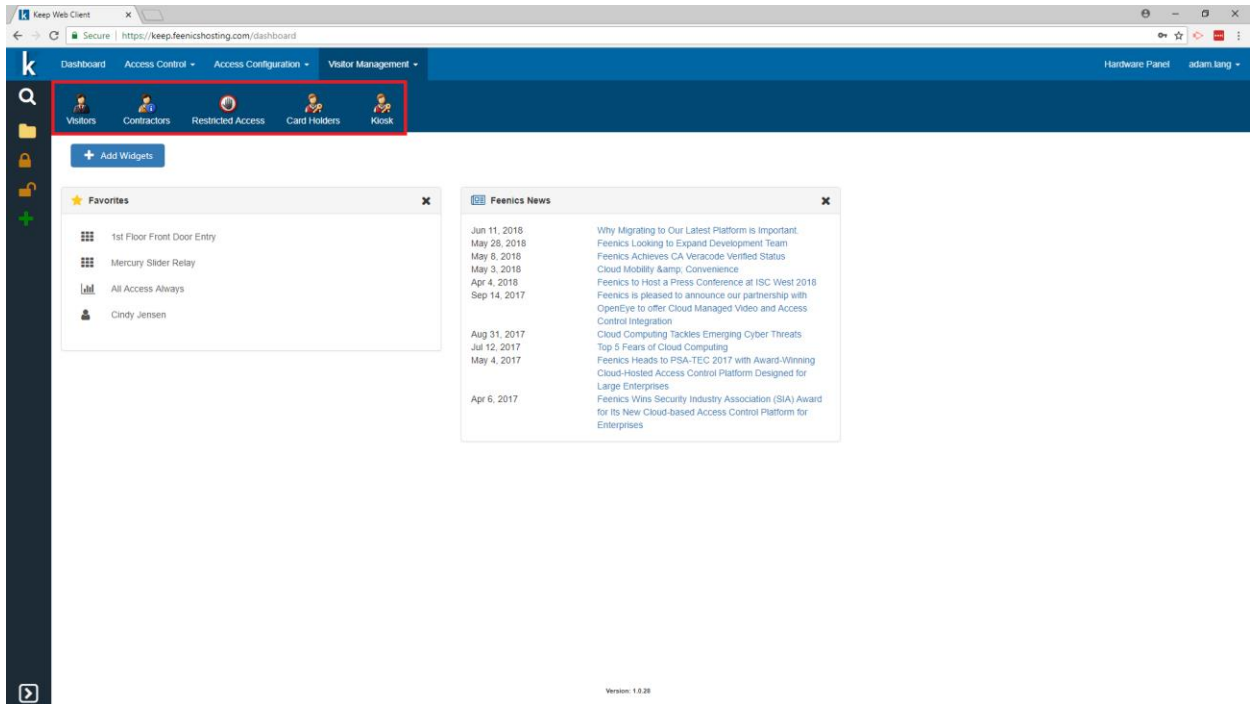 Keep Web Client
Secure | https://keep.feenicshosting.com/dashboard
k Dashboard Access Control Access Configuration Visitor Management Hardware Panel adam.lang
Visitors Contractors Restricted Access Card Holders Kiosk
+ Add Widgets
Favorites
1st Floor Front Door Entry
Mercury Slider Relay
All Access Always
Cindy Jensen
Feenics News
Jun 11, 2018 Why Migrating to Our Latest Platform is Important.
May 28, 2018 Feenics Looking to Expand Development Team
May 8, 2018 Feenics Achieves CA Veracode Verified Status
May 3, 2018 Cloud Mobility &amp; Convenience
Apr 4, 2018 Feenics to Host a Press Conference at ISC West 2018
Sep 14, 2017 Feenics is pleased to announce our partnership with
OpenEye to offer Cloud Managed Video and Access
Control Integration
Aug 31, 2017 Cloud Computing Tackles Emerging Cyber Threats
Jul 12, 2017 Top 5 Fears of Cloud Computing
May 4, 2017 Feenics Heads to PSA-TEC 2017 with Award-Winning
Cloud-Hosted Access Control Platform Designed for
Large Enterprises
Apr 6, 2017 Feenics Wins Security Industry Association (SIA) Award
for Its New Cloud-based Access Control Platform for
Enterprises
Version: 1.0.28